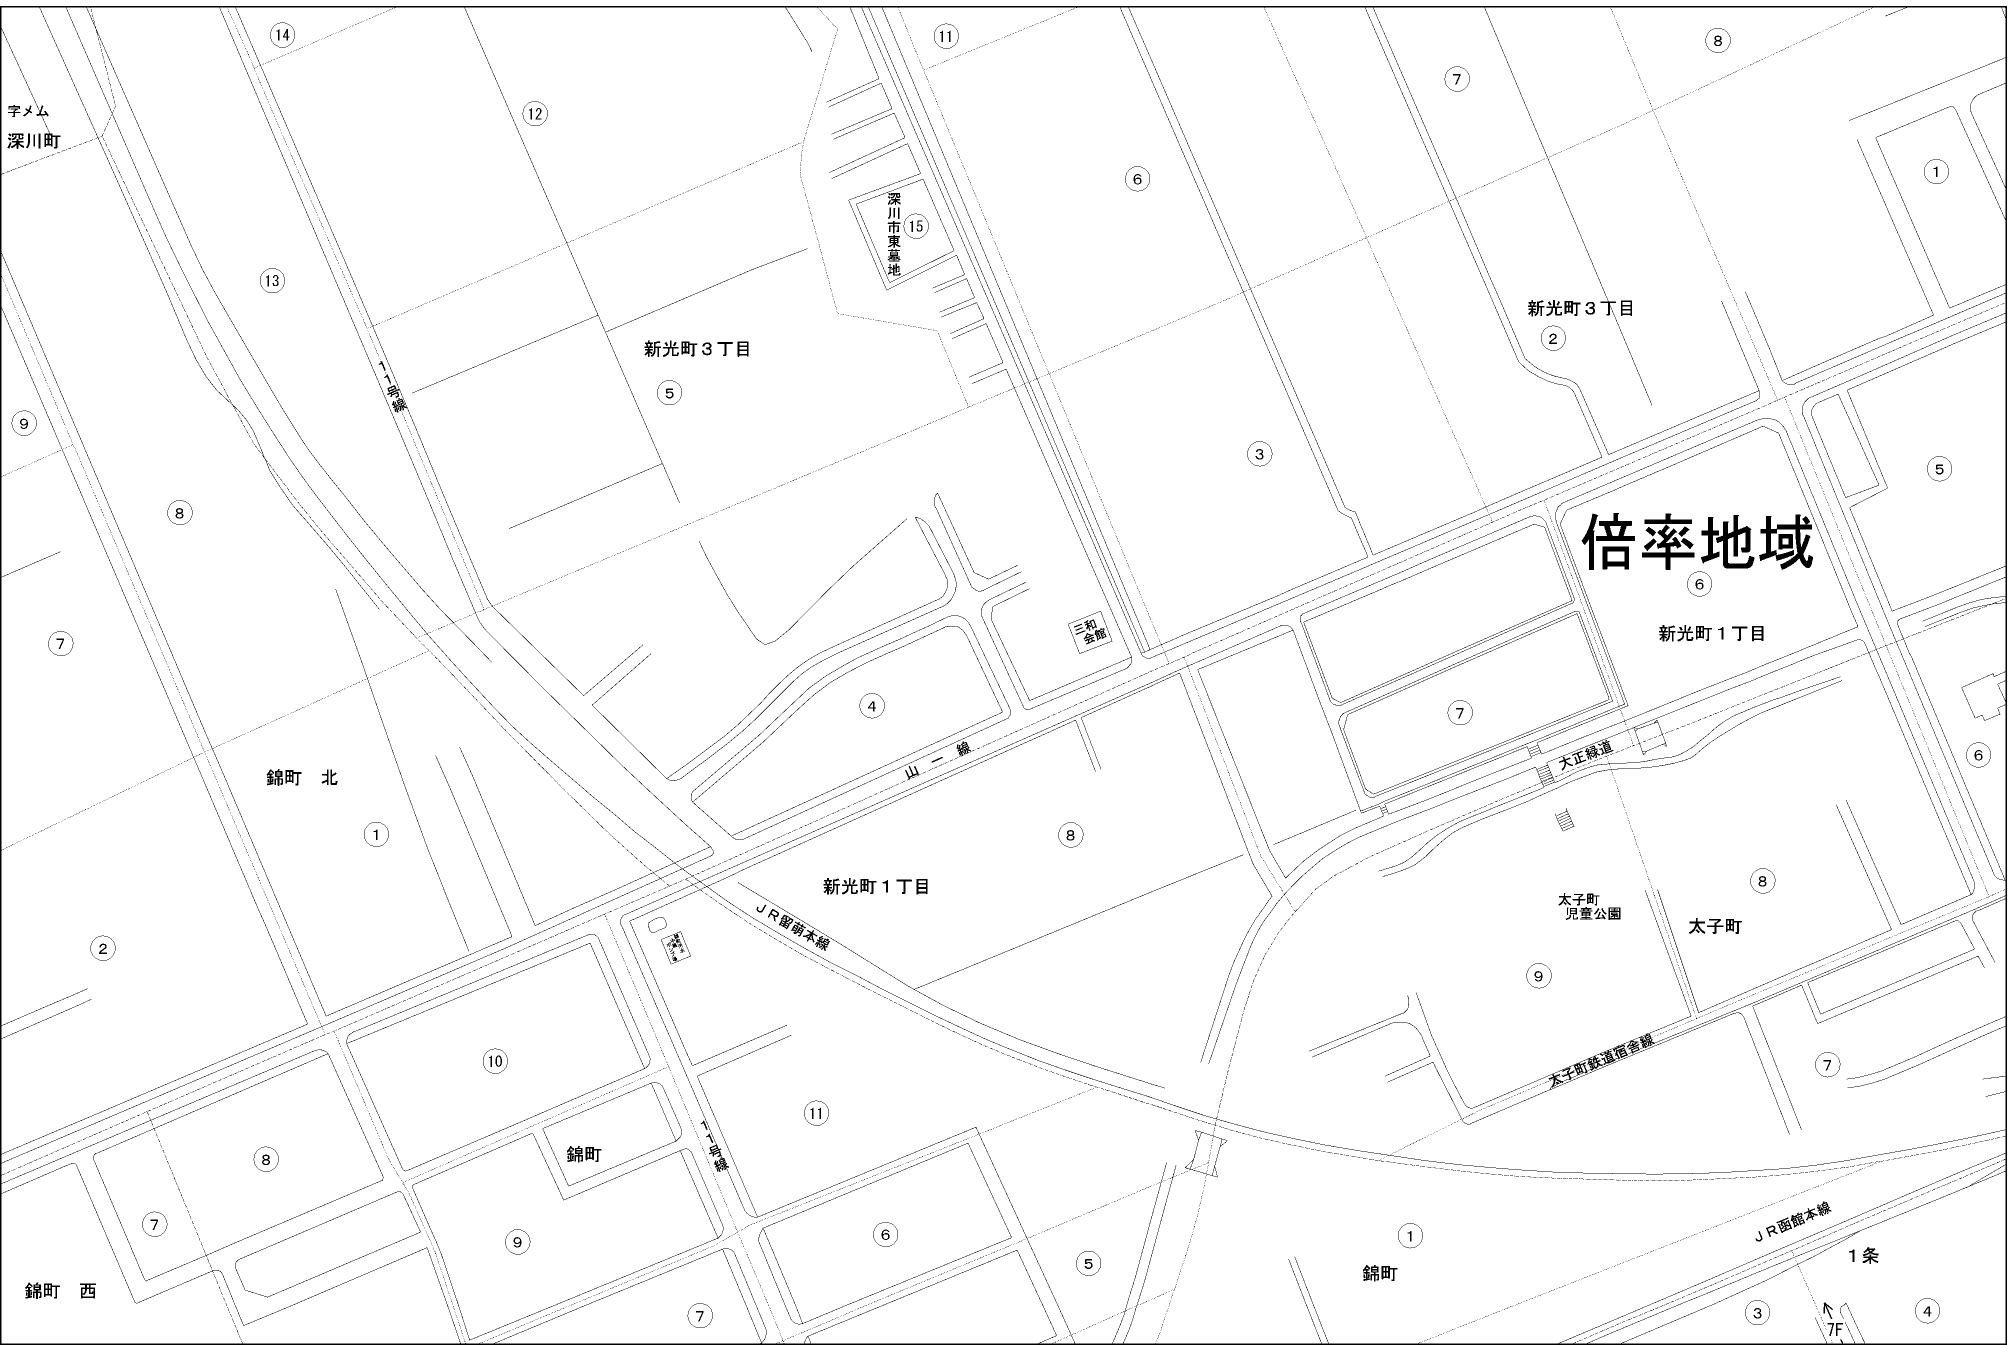 ⑭
⑪
⑧
⑦
⑫
字メム
深川町
⑥
①
深川市東墓地
⑮
⑬
新光町3丁目
②
新光町3丁目
11号線
⑤
⑨
③
⑤
⑧
倍率地域
⑥
新光町1丁目
三和
会館
⑦
④
⑦
山一線
大正緑道
⑥
錦町 北
①
⑧
新光町1丁目
⑧
太子町
児童公園
太子町
JR留萌本線
②
⑨
⑩
太子町鉄道宿舎線
⑦
⑪
11号線
錦町
⑧
⑦
⑨
⑥
①
⑤
錦町
JR函館本線
1条
錦町 西
⑦
③
④
↑
7F